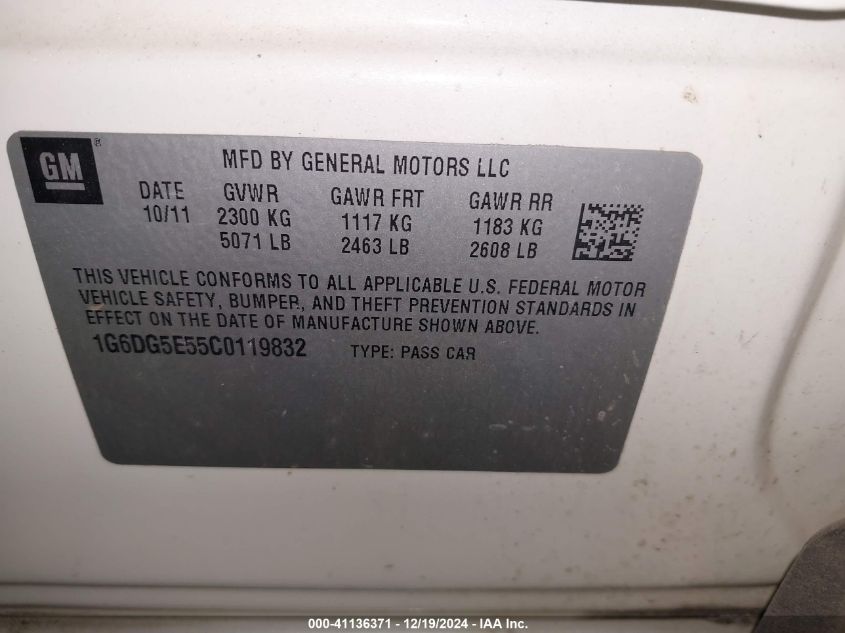 GM®
MFD BY GENERAL MOTORS LLC
DATE GVWR GAWR FRT GAWR RR
10/11 2300 KG 1117 KG 1183 KG
5071 LB 2463 LB 2608 LB
THIS VEHICLE CONFORMS TO ALL APPLICABLE U.S. FEDERAL MOTOR
VEHICLE SAFETY, BUMPER, AND THEFT PREVENTION STANDARDS IN
EFFECT ON THE DATE OF MANUFACTURE SHOWN ABOVE.
1G6DG5E55C0119832 TYPE: PASS CAR
000-41136371 - 12/19/2024 - IAA Inc.